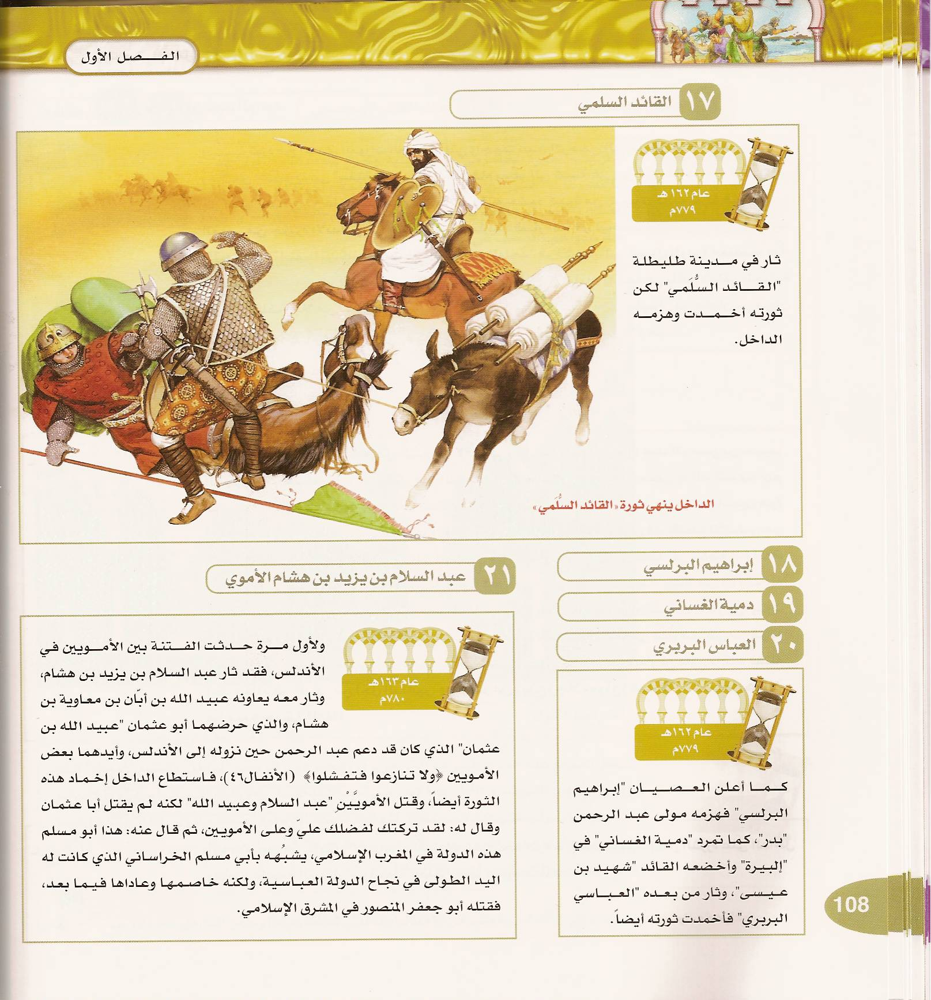 الفصل الأول
١٧
القائد السلمي
عام ١٦٢هـ
٧٧٩م
ثار في مدينة طليطلة
"القائد السُّلَمي" لكن
ثورته أخمدت وهزمه
الداخل.
الداخل ينهي ثورة «القائد السُّلَمي»
١٨
إبراهيم البرلسي
١٩
دمية الغساني
٢٠
العباس البربري
عام ١٦٢هـ
٧٧٩م
كما أعلن العصيان "إبراهيم
البرلسي" فهزمه مولى عبد الرحمن
"بدر"، كما تمرد "دمية الغساني" في
"إلبيرة" وأخضعه القائد "شهيد بن
عيسى"، وثار من بعده "العباسي
البربري" فأخمدت ثورته أيضاً.
٢١
عبد السلام بن يزيد بن هشام الأموي
عام ١٦٣هـ
٧٨٠م
ولأول مرة حدثت الفتنة بين الأمويين في
الأندلس، فقد ثار عبد السلام بن يزيد بن هشام،
وثار معه يعاونه عبيد الله بن أبّان بن معاوية بن
هشام، والذي حرضهما أبو عثمان "عبيد الله بن
عثمان" الذي كان قد دعم عبد الرحمن حين نزوله إلى الأندلس، وأيدهما بعض
الأمويين ﴿ولا تنازعوا فتفشلوا﴾ (الأنفال٤٦)، فاستطاع الداخل إخماد هذه
الثورة أيضاً، وقتل الأمويَّيْنِ "عبد السلام وعبيد الله" لكنه لم يقتل أبا عثمان
وقال له: لقد تركتك لفضلك عليّ وعلى الأمويين، ثم قال عنه: هذا أبو مسلم
هذه الدولة في المغرب الإسلامي، يشبُهه بأبي مسلم الخراساني الذي كانت له
اليد الطولى في نجاح الدولة العباسية، ولكنه خاصمها وعاداها فيما بعد،
فقتله أبو جعفر المنصور في المشرق الإسلامي.
108